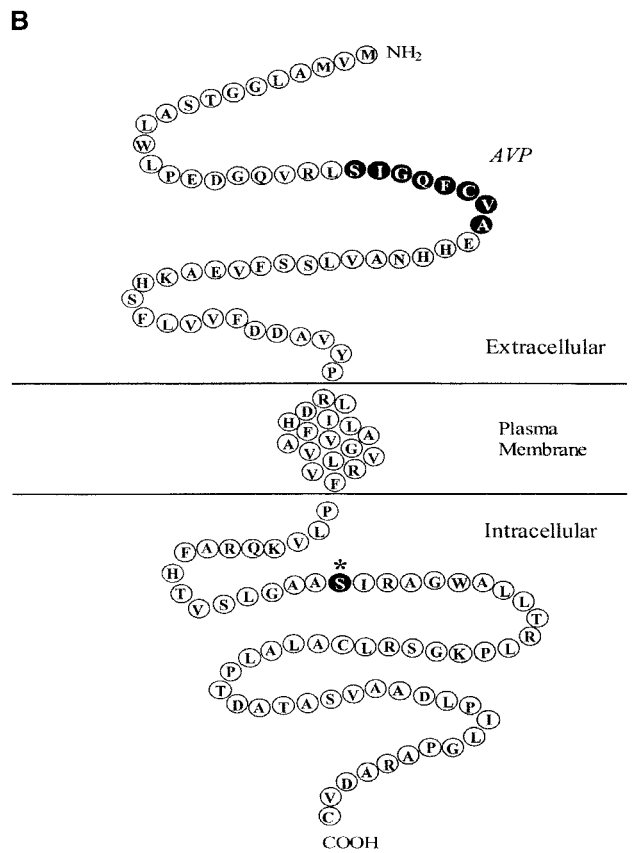 B
NH₂
M V M A L G G T S A L
W
L P E D G Q V R L S I G Q F C V A
AVP
E H H N A V L S S F V E A K H
S
F L V V F D D A V Y P
Extracellular
H D R L
F I L A
A V V G V
V L R
F
Plasma
Membrane
P L V K Q R A F H
Intracellular
*
T V S L G A A S I R A G W A L L T
R L P K G S R L C A L A L P
T D A T A S V A A D L P I
L G P A R A D V C
COOH